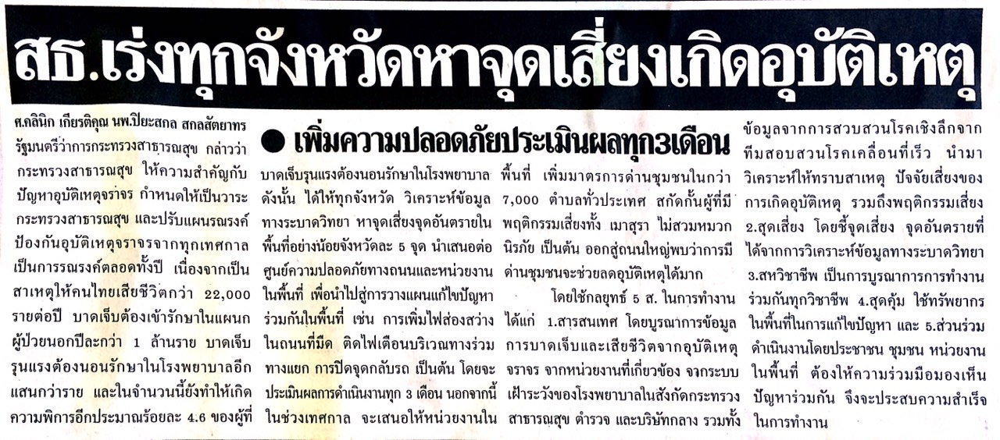 สธ.เร่งทุกจังหวัดหาจุดเสี่ยงเกิดอุบัติเหตุ
● เพิ่มความปลอดภัยประเมินผลทุก3เดือน
ศ.คลินิก เกียรติคุณ นพ.ปิยะสกล สกลสัตยาทร
รัฐมนตรีว่าการกระทรวงสาธารณสุข กล่าวว่า
กระทรวงสาธารณสุข ให้ความสำคัญกับ
ปัญหาอุบัติเหตุจราจร กำหนดให้เป็นวาระ
กระทรวงสาธารณสุข และปรับแผนรณรงค์
ป้องกันอุบัติเหตุจราจรจากทุกเทศกาล
เป็นการรณรงค์ตลอดทั้งปี เนื่องจากเป็น
สาเหตุให้คนไทยเสียชีวิตกว่า 22,000
รายต่อปี บาดเจ็บต้องเข้ารักษาในแผนก
ผู้ป่วยนอกปีละกว่า 1 ล้านราย บาดเจ็บ
รุนแรงต้องนอนรักษาในโรงพยาบาลอีก
แสนกว่าราย และในจำนวนนี้ยังทำให้เกิด
ความพิการอีกประมาณร้อยละ 4.6 ของผู้ที่
บาดเจ็บรุนแรงต้องนอนรักษาในโรงพยาบาล
ดังนั้น ได้ให้ทุกจังหวัด วิเคราะห์ข้อมูล
ทางระบาดวิทยา หาจุดเสี่ยงจุดอันตรายใน
พื้นที่อย่างน้อยจังหวัดละ 5 จุด นำเสนอต่อ
ศูนย์ความปลอดภัยทางถนนและหน่วยงาน
ในพื้นที่ เพื่อนำไปสู่การวางแผนแก้ไขปัญหา
ร่วมกันในพื้นที่ เช่น การเพิ่มไฟส่องสว่าง
ในถนนที่มืด ติดไฟเตือนบริเวณทางร่วม
ทางแยก การปิดจุดกลับรถ เป็นต้น โดยจะ
ประเมินผลการดำเนินงานทุก 3 เดือน นอกจากนี้
ในช่วงเทศกาล จะเสนอให้หน่วยงานใน
พื้นที่ เพิ่มมาตรการด่านชุมชนในกว่า
7,000 ตำบลทั่วประเทศ สกัดกั้นผู้ที่มี
พฤติกรรมเสี่ยงทั้ง เมาสุรา ไม่สวมหมวก
นิรภัย เป็นต้น ออกสู่ถนนใหญ่พบว่าการมี
ด่านชุมชนจะช่วยลดอุบัติเหตุได้มาก
โดยใช้กลยุทธ์ 5 ส. ในการทำงาน
ได้แก่ 1.สารสนเทศ โดยบูรณาการข้อมูล
การบาดเจ็บและเสียชีวิตจากอุบัติเหตุ
จราจร จากหน่วยงานที่เกี่ยวข้อง จากระบบ
เฝ้าระวังของโรงพยาบาลในสังกัดกระทรวง
สาธารณสุข ตำรวจ และบริษัทกลาง รวมทั้ง
ข้อมูลจากการสวบสวนโรคเชิงลึกจาก
ทีมสอบสวนโรคเคลื่อนที่เร็ว นำมา
วิเคราะห์ให้ทราบสาเหตุ ปัจจัยเสี่ยงของ
การเกิดอุบัติเหตุ รวมถึงพฤติกรรมเสี่ยง
2.สุดเสี่ยง โดยชี้จุดเสี่ยง จุดอันตรายที่
ได้จากการวิเคราะห์ข้อมูลทางระบาดวิทยา
3.สหวิชาชีพ เป็นการบูรณาการการทำงาน
ร่วมกันทุกวิชาชีพ 4.สุดคุ้ม ใช้ทรัพยากร
ในพื้นที่ในการแก้ไขปัญหา และ 5.ส่วนร่วม
ดำเนินงานโดยประชาชน ชุมชน หน่วยงาน
ในพื้นที่ ต้องให้ความร่วมมือมองเห็น
ปัญหาร่วมกัน จึงจะประสบความสำเร็จ
ในการทำงาน